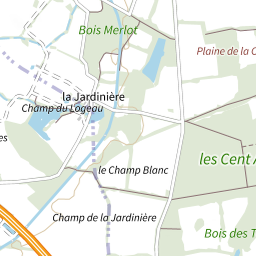 Bois Merlot
Plaine de la C
la Jardinière
Champ du Logeau
es
le Champ Blanc
les Cent A
Champ de la Jardinière
Bois des T